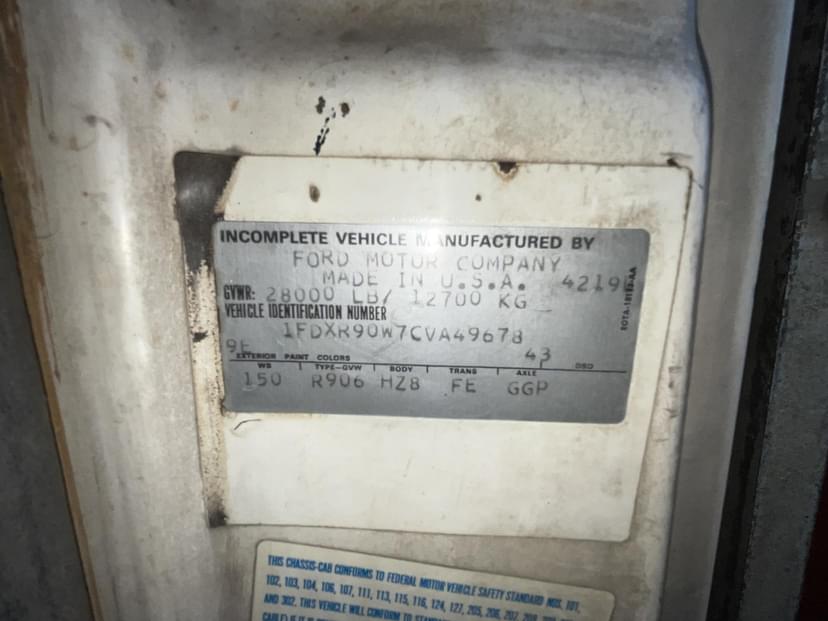 INCOMPLETE VEHICLE MANUFACTURED BY
FORD MOTOR COMPANY
MADE IN U.S.A. 4219
GVWR: 28000 LB/ 12700 KG
VEHICLE IDENTIFICATION NUMBER
1FDXR90W7CVA49678
9E 43
EXTERIOR PAINT COLORS DSO
WB TYPE-GVW BODY TRANS AXLE
150 R906 HZ8 FE GGP
THIS CHASSIS-CAB CONFORMS TO FEDERAL MOTOR VEHICLE SAFETY STANDARD NOS. 101,
102, 103, 104, 106, 107, 111, 113, 115, 116, 124, 127, 205, 206, 207, 208, 209,
AND 302. THIS VEHICLE WILL CONFORM TO